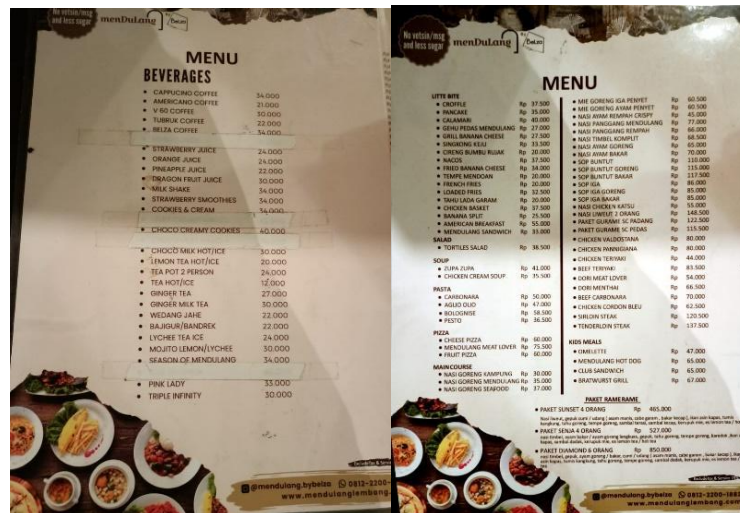 No vetsin/msg
and less sugar
menDuLang
by
BeLza
MENU
BEVERAGES
• CAPPUCINO COFFEE 34.000
• AMERICANO COFFEE 31.000
• V 60 COFFEE 30.000
• TUBRUK COFFEE 22.000
• BELZA COFFEE 34.000
• STRAWBERRY JUICE 24.000
• ORANGE JUICE 24.000
• PINEAPPLE JUICE 22.000
• DRAGON FRUIT JUICE 30.000
• MILK SHAKE 34.000
• STRAWBERRY SMOOTHIES 34.000
• COOKIES & CREAM 34.000
• CHOCO CREAMY COOKIES 40.000
• CHOCO MILK HOT/ICE 30.000
• LEMON TEA HOT/ICE 20.000
• TEA POT 2 PERSON 24.000
• TEA HOT/ICE 12.000
• GINGER TEA 27.000
• GINGER MILK TEA 30.000
• WEDANG JAHE 22.000
• BAJIGUR/BANDREK 22.000
• LYCHEE TEA ICE 24.000
• MOJITO LEMON/LYCHEE 30.000
• SEASON OF MENDULANG 34.000
• PINK LADY 33.000
• TRIPLE INFINITY 30.000
@mendulang.bybelza 0812-3200-
www.mendulanglembang.
No vetsin/msg
and less sugar
menDuLang
BeLza
MENU
LITTE BITE
• CROFFLE Rp 37.500
• PANCAKE Rp 35.000
• CALAMARI Rp 40.000
• GEHU PEDAS MENDULANG Rp 27.000
• GRILL BANANA CHEESE Rp 27.500
• SINGKONG KEJU Rp 33.500
• CIRENG BUMBU RUJAK Rp 20.000
• NACOS Rp 37.500
• FRIED BANANA CHEESE Rp 34.000
• TEMPE MENDOAN Rp 20.000
• FRENCH FRIES Rp 20.000
• LOADED FRIES Rp 32.500
• TAHU LADA GARAM Rp 20.000
• CHICKEN BASKET Rp 37.500
• BANANA SPLIT Rp 25.500
• AMERICAN BREAKFAST Rp 55.000
• MENDULANG SANDWICH Rp 33.000
SALAD
• TORTILES SALAD Rp 36.500
SOUP
• ZUPA ZUPA Rp 41.000
• CHICKEN CREAM SOUP Rp 35.500
PASTA
• CARBONARA Rp 50.000
• AGLIO OLIO Rp 47.000
• BOLOGNISE Rp 58.500
• PESTO Rp 36.500
PIZZA
• CHEESE PIZZA Rp 60.000
• MENDULANG MEAT LOVER Rp 75.500
• FRUIT PIZZA Rp 60.000
MAIN COURSE
• NASI GORENG KAMPUNG Rp 30.000
• NASI GORENG MENDULANG Rp 35.000
• NASI GORENG SEAFOOD Rp 37.000
• MIE GORENG IGA PENYET Rp 60.500
• MIE GORENG AYAM PENYET Rp 60.500
• NASI AYAM REMPAH CRISPY Rp 45.000
• NASI PANGGANG MENDULANG Rp 77.000
• NASI PANGGANG REMPAH Rp 66.000
• NASI TIMBEL KOMPLIT Rp 68.500
• NASI AYAM GORENG Rp 65.000
• NASI AYAM BAKAR Rp 70.000
• SOP BUNTUT Rp 110.000
• SOP BUNTUT GORENG Rp 115.000
• SOP BUNTUT BAKAR Rp 117.500
• SOP IGA Rp 86.000
• SOP IGA GORENG Rp 85.000
• SOP IGA BAKAR Rp 85.000
• NASI CHICKEN KATSU Rp 55.000
• NASI LIWEUT 2 ORANG Rp 148.500
• PAKET GURAME SC PADANG Rp 122.500
• PAKET GURAME SC PEDAS Rp 115.500
• CHICKEN VALDOSTANA Rp 80.000
• CHICKEN PANNIGIANA Rp 80.000
• CHICKEN TERIYAKI Rp 44.000
• BEEF TERIYAKI Rp 83.500
• DORI MEAT LOVER Rp 54.000
• DORI MENTHAI Rp 66.500
• BEEF CARBONARA Rp 70.000
• CHICKEN CORDON BLEU Rp 62.500
• SIRLOIN STEAK Rp 120.500
• TENDERLOIN STEAK Rp 137.500
KIDS MEALS
• OMELETTE Rp 47.000
• MENDULANG HOT DOG Rp 65.000
• CLUB SANDWICH Rp 65.000
• BRATWURST GRILL Rp 67.000
PAKET RAMERAME
• PAKET SUNSET 4 ORANG Rp 465.000
• PAKET SENJA 4 ORANG Rp 527.000
• PAKET DIAMOND 6 ORANG Rp 850.000
@mendulang.bybelza 0812-3200-1882
www.mendulanglembang.com